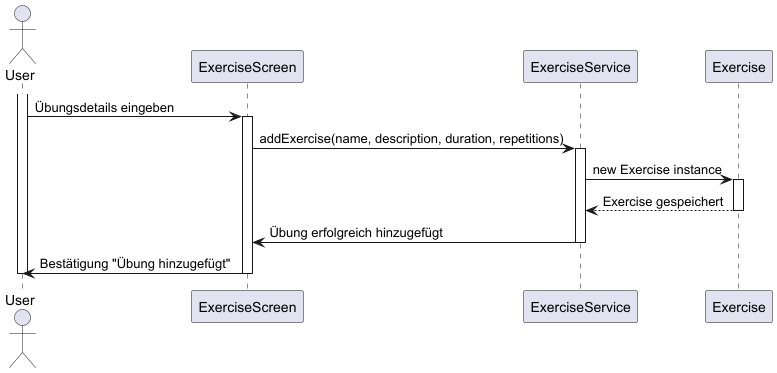 User
ExerciseScreen
ExerciseService
Exercise
Übungsdetails eingeben
addExercise(name, description, duration, repetitions)
new Exercise instance
Exercise gespeichert
Übung erfolgreich hinzugefügt
Bestätigung "Übung hinzugefügt"
User
ExerciseScreen
ExerciseService
Exercise